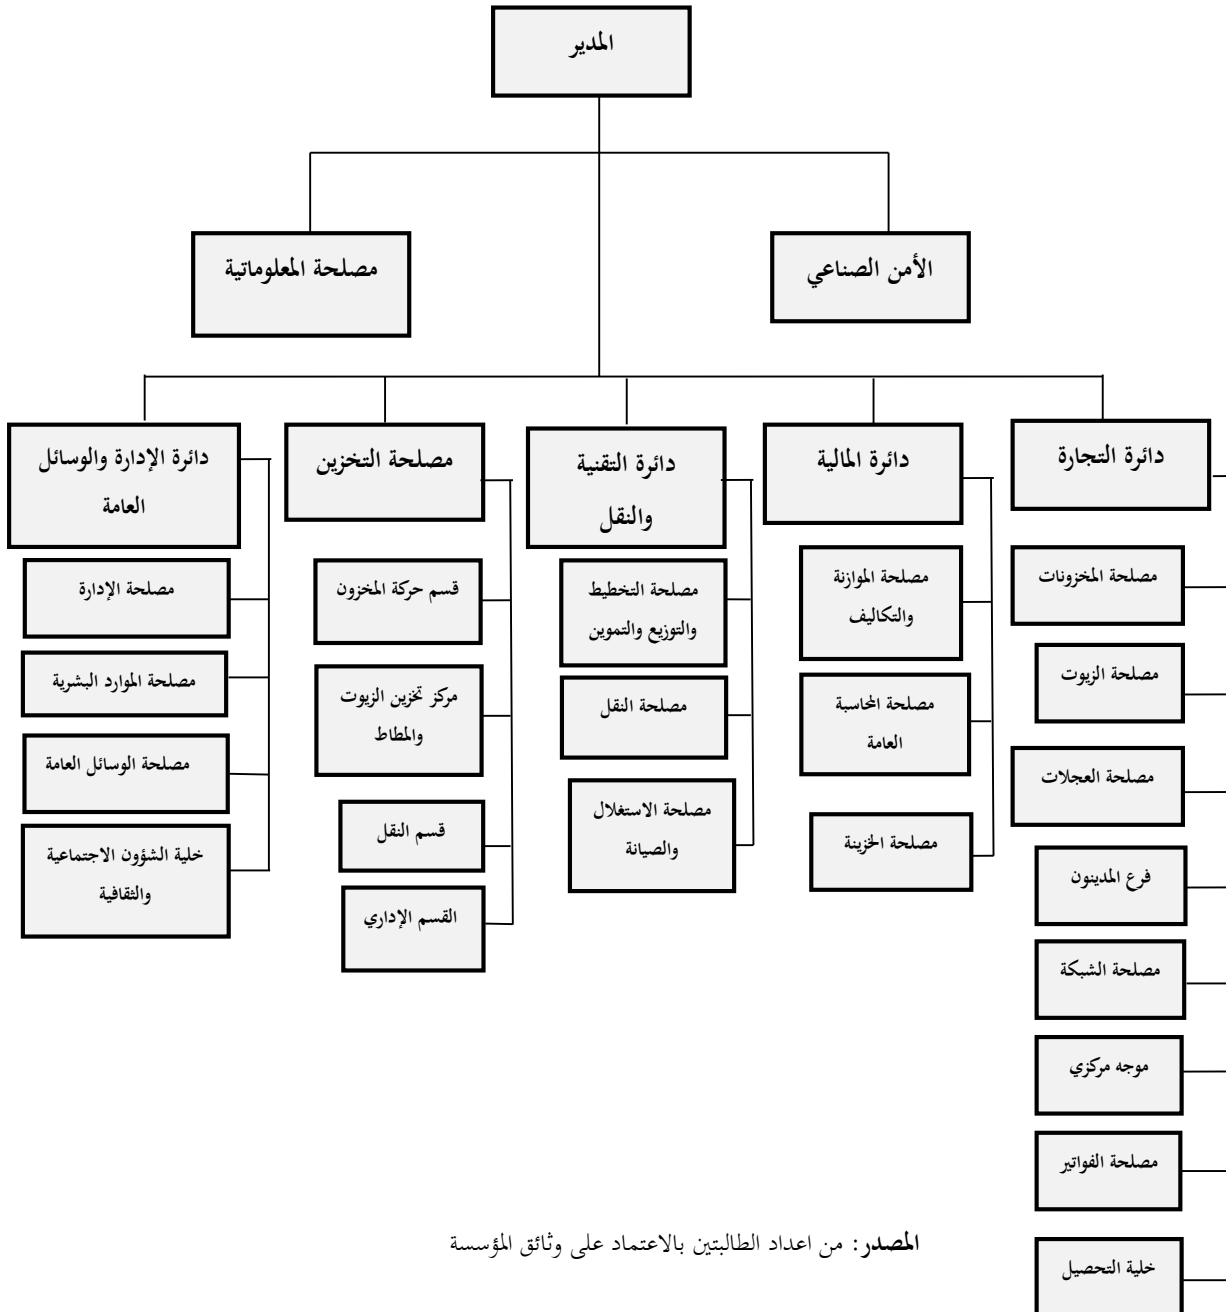 المدير
الأمن الصناعي
مصلحة المعلوماتية
دائرة التجارة
مصلحة المخزونات
مصلحة الزيوت
مصلحة العجلات
فرع المدينون
مصلحة الشبكة
موجه مركزي
مصلحة الفواتير
خلية التحصيل
دائرة المالية
مصلحة الموازنة
والتكاليف
مصلحة المحاسبة
العامة
مصلحة الخزينة
دائرة التقنية
والنقل
مصلحة التخطيط
والتوزيع والتموين
مصلحة النقل
مصلحة الاستغلال
والصيانة
مصلحة التخزين
قسم حركة المخزون
مركز تخزين الزيوت
والمطاط
قسم النقل
القسم الإداري
دائرة الإدارة والوسائل
العامة
مصلحة الإدارة
مصلحة الموارد البشرية
مصلحة الوسائل العامة
خلية الشؤون الاجتماعية
والثقافية
المصدر: من اعداد الطالبتين بالاعتماد على وثائق المؤسسة